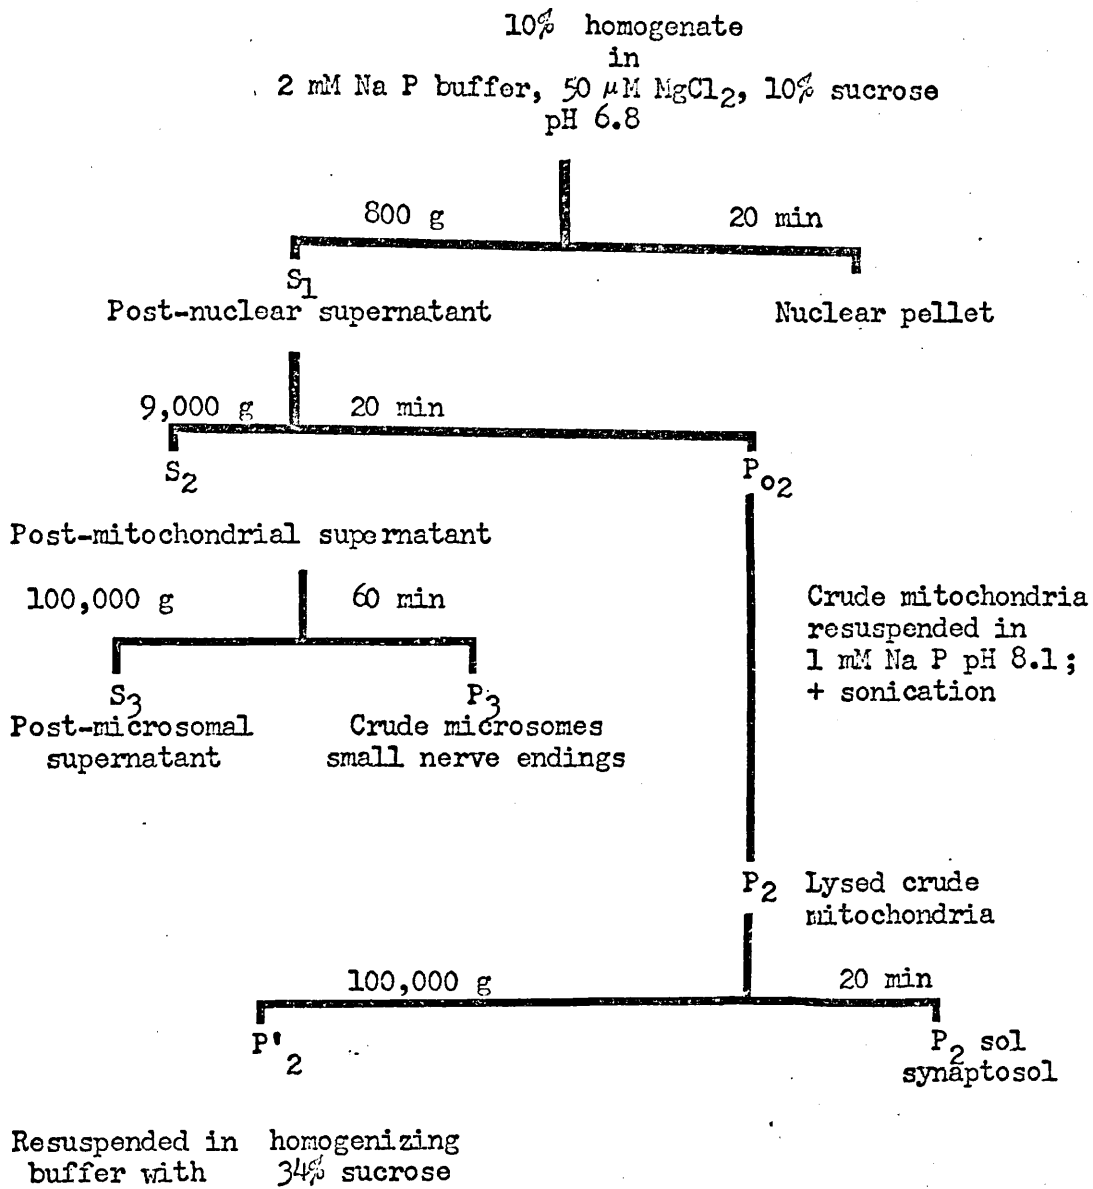 10% homogenate
in
2 mM Na P buffer, 50 μM MgCl2, 10% sucrose
pH 6.8
800 g 20 min
S1
Post-nuclear supernatant
Nuclear pellet
9,000 g 20 min
S2
Po2
Post-mitochondrial supernatant
100,000 g 60 min
Crude mitochondria
resuspended in
1 mM Na P pH 8.1;
+ sonication
S3
Post-microsomal
supernatant
P3
Crude microsomes
small nerve endings
P2 Lysed crude
mitochondria
100,000 g 20 min
P'2
P2 sol
synaptosol
Resuspended in homogenizing
buffer with 34% sucrose